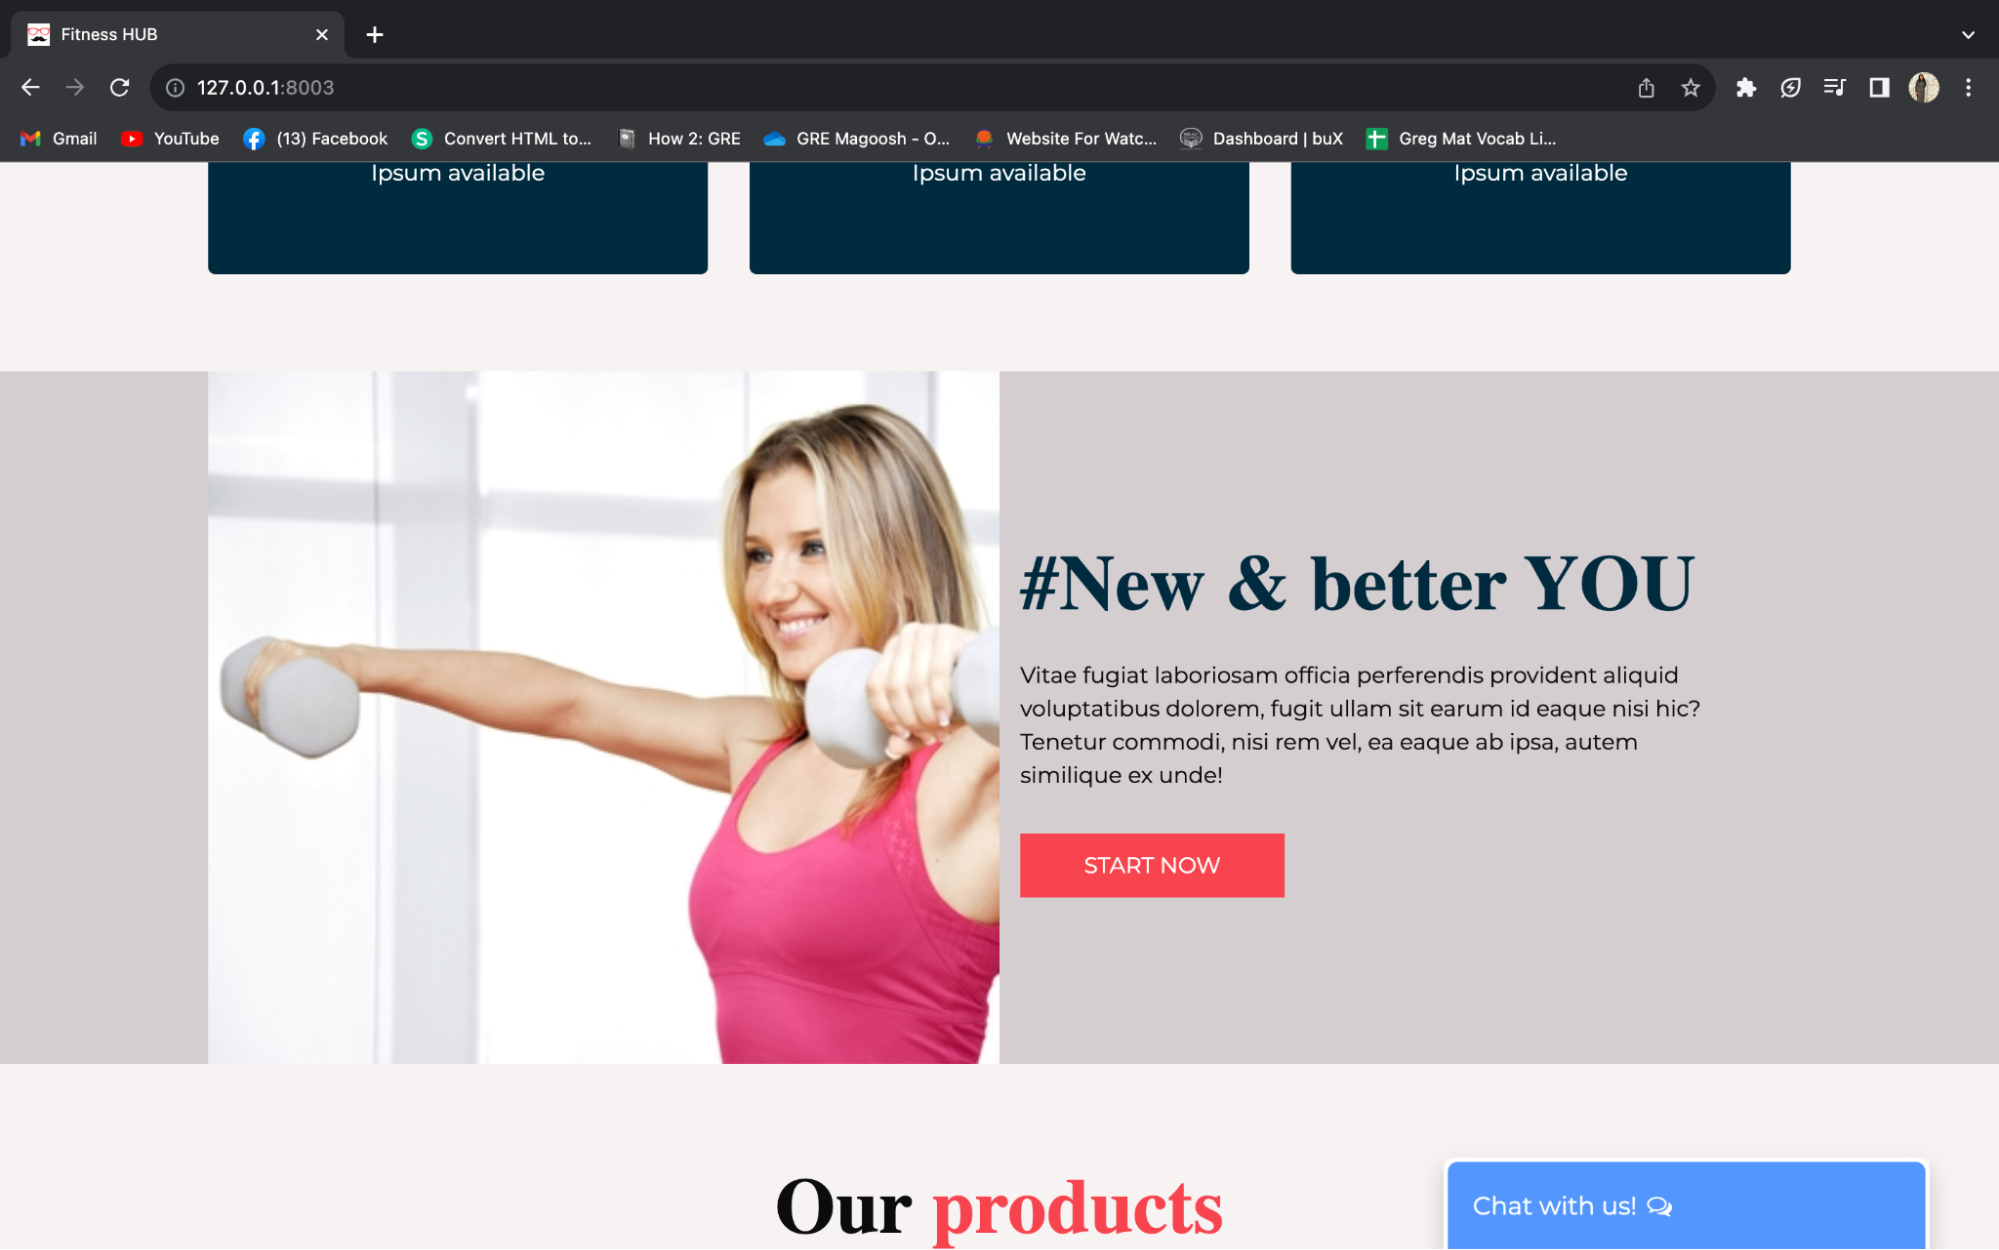 Fitness HUB
127.0.0.1:8003
Gmail YouTube (13) Facebook Convert HTML to... How 2: GRE GRE Magoosh - O... Website For Watc... Dashboard | buX Greg Mat Vocab Li...
Ipsum available Ipsum available Ipsum available
#New & better YOU
Vitae fugiat laboriosam officia perferendis provident aliquid
voluptatibus dolorem, fugit ullam sit earum id eaque nisi hic?
Tenetur commodi, nisi rem vel, ea eaque ab ipsa, autem
similique ex unde!
START NOW
Our products
Chat with us!